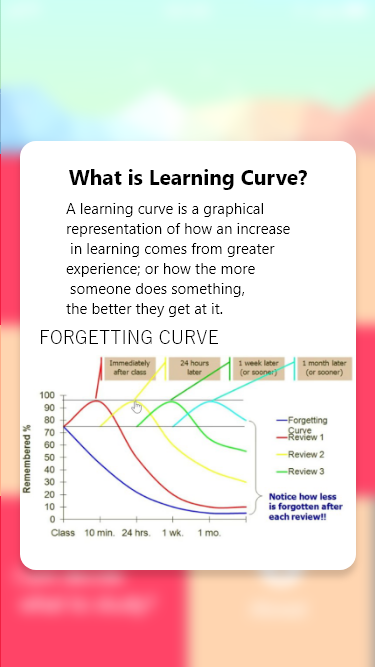 What is Learning Curve?
A learning curve is a graphical
representation of how an increase
in learning comes from greater
experience; or how the more
someone does something,
the better they get at it.
FORGETTING CURVE
Immediately
after class
24 hours
later
1 week later
(or sooner)
1 month later
(or sooner)
Remembered %
100
90
80
70
60
50
40
30
20
10
0
Class 10 min. 24 hrs. 1 wk. 1 mo.
Forgetting
Curve
Review 1
Review 2
Review 3
Notice how less
is forgotten after
each review!!